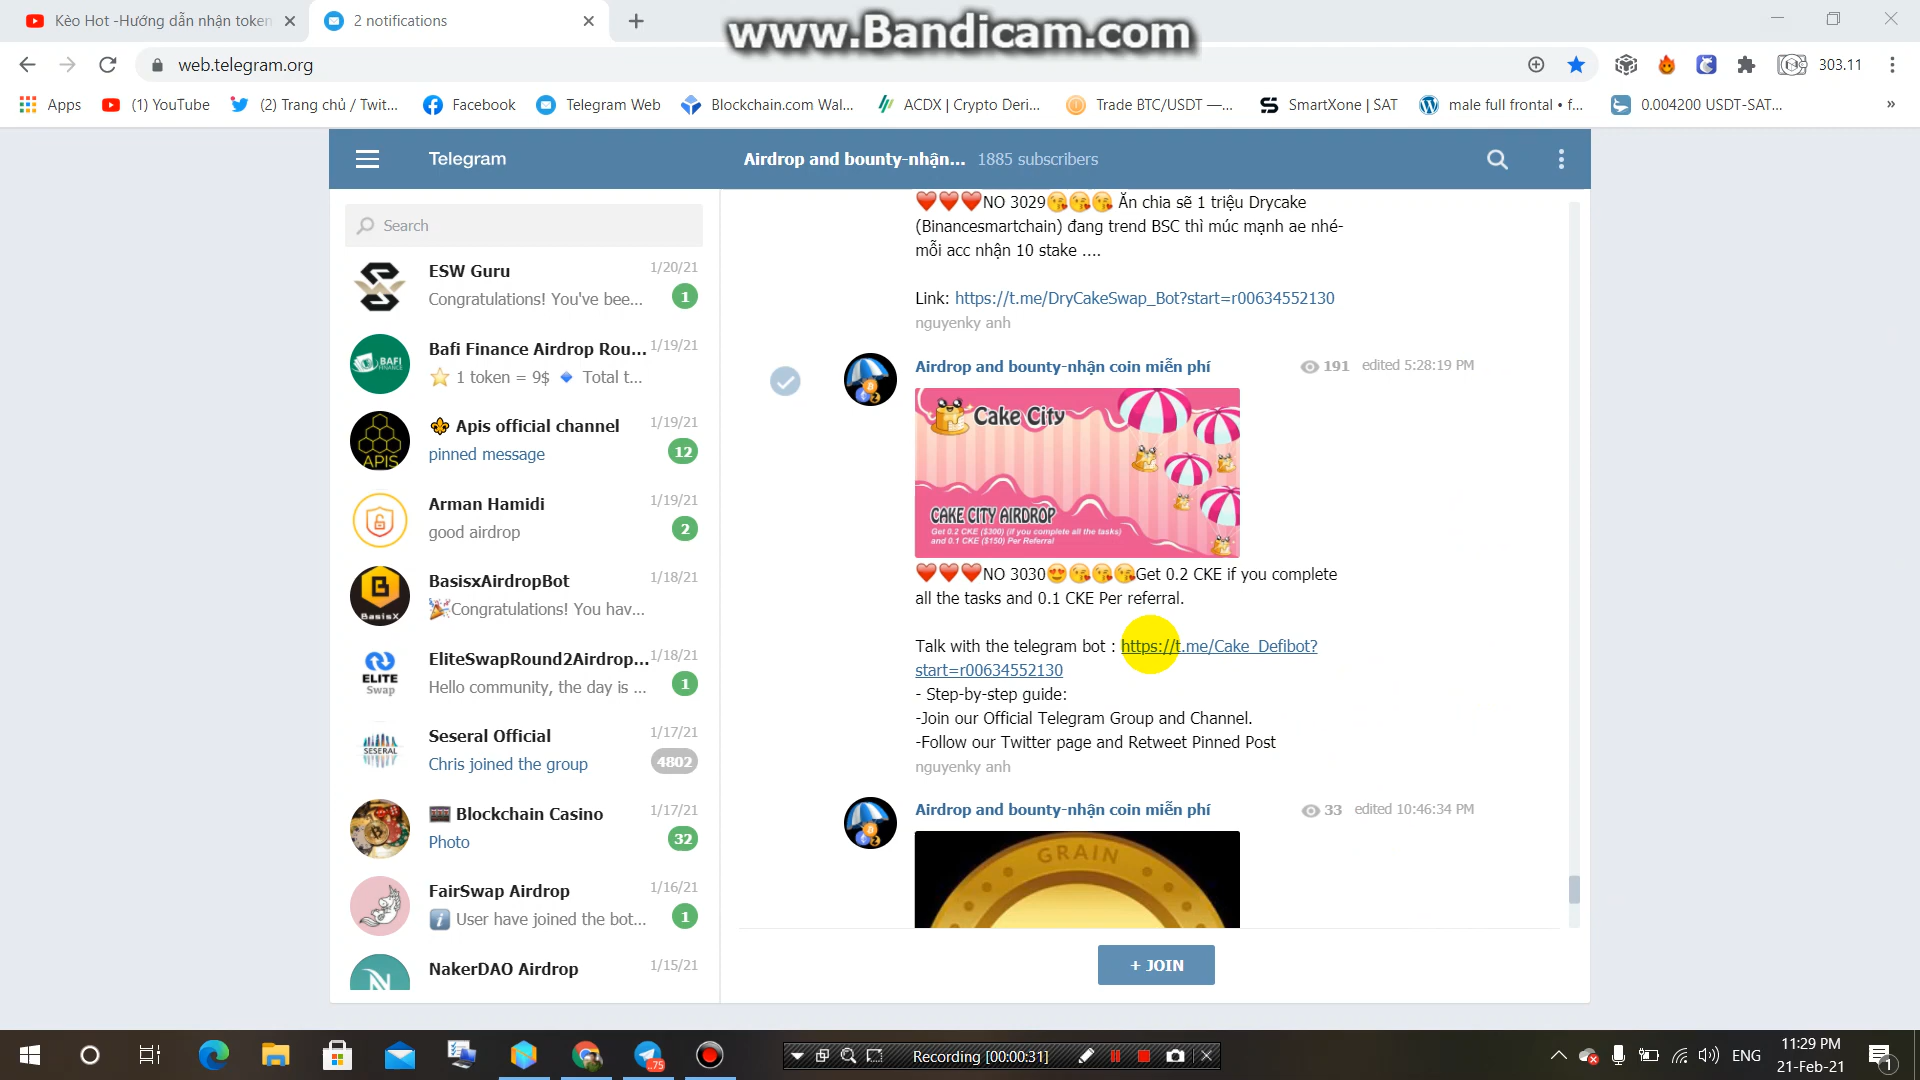 Kèo Hot -Hướng dẫn nhận token
2 notifications
www.Bandicam.com
web.telegram.org
303.11
Apps
(1) YouTube
(2) Trang chủ / Twit...
Facebook
Telegram Web
Blockchain.com Wal...
ACDX | Crypto Deri...
Trade BTC/USDT —...
SmartXone | SAT
male full frontal • f...
0.004200 USDT-SAT...
Telegram
Airdrop and bounty-nhận... 1885 subscribers
Search
ESW Guru 1/20/21
Congratulations! You've bee... 1
Bafi Finance Airdrop Rou... 1/19/21
1 token = 9$ Total t...
BAFI
FINANCE
Apis official channel 1/19/21
pinned message 12
APIS
Arman Hamidi 1/19/21
good airdrop 2
BasisxAirdropBot 1/18/21
Congratulations! You hav...
BasisX
EliteSwapRound2Airdrop... 1/18/21
Hello community, the day is ... 1
ELITE
Swap
Seseral Official 1/17/21
Chris joined the group 4802
SESERAL
Blockchain Casino 1/17/21
Photo 32
FairSwap Airdrop 1/16/21
User have joined the bot... 1
NakerDAO Airdrop 1/15/21
NO 3029 Ăn chia sẽ 1 triệu Drycake
(Binancesmartchain) đang trend BSC thì múc mạnh ae nhé-
mỗi acc nhận 10 stake ....
Link: https://t.me/DryCakeSwap_Bot?start=r00634552130
nguyenky anh
Airdrop and bounty-nhận coin miễn phí 191 edited 5:28:19 PM
Cake City
CAKE CITY AIRDROP
Get 0.2 CKE ($300) (if you complete all the tasks)
and 0.1 CKE ($150) Per Referral
NO 3030 Get 0.2 CKE if you complete
all the tasks and 0.1 CKE Per referral.
Talk with the telegram bot : https://t.me/Cake_Defibot?
start=r00634552130
- Step-by-step guide:
-Join our Official Telegram Group and Channel.
-Follow our Twitter page and Retweet Pinned Post
nguyenky anh
Airdrop and bounty-nhận coin miễn phí 33 edited 10:46:34 PM
GRAIN
+ JOIN
..75
Recording [00:00:31]
ENG
11:29 PM
21-Feb-21
1